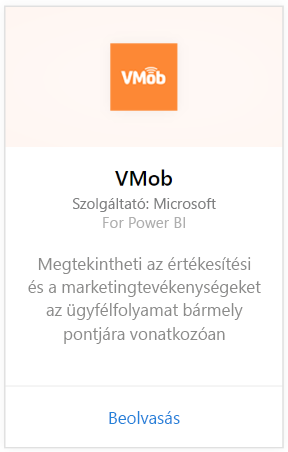 VMob
VMob
Szolgáltató: Microsoft
For Power BI
Megtekintheti az értékesítési
és a marketingtevékenységeket
az ügyfélfolyamat bármely
pontjára vonatkozóan
Beolvasás